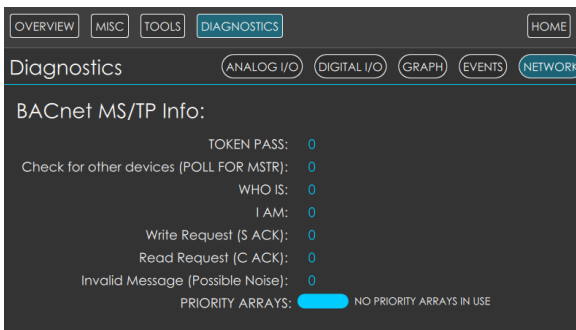 OVERVIEW MISC TOOLS DIAGNOSTICS HOME
Diagnostics ANALOG I/O DIGITAL I/O GRAPH EVENTS NETWORK
BACnet MS/TP Info:
TOKEN PASS: 0
Check for other devices (POLL FOR MSTR): 0
WHO IS: 0
I AM: 0
Write Request (S ACK): 0
Read Request (C ACK): 0
Invalid Message (Possible Noise): 0
PRIORITY ARRAYS: NO PRIORITY ARRAYS IN USE